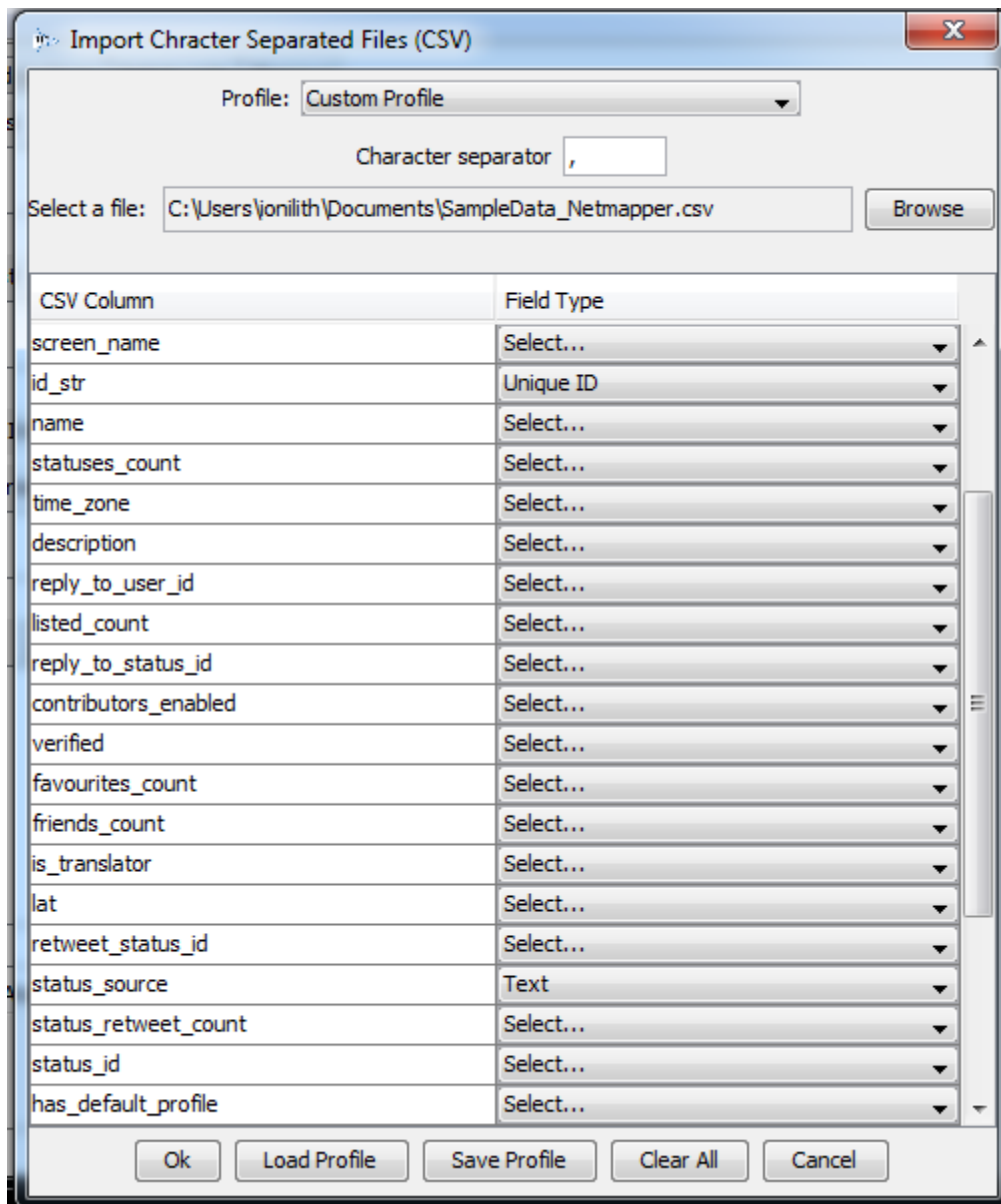 Import Chracter Separated Files (CSV)
Profile: Custom Profile
Character separator ,
Select a file: C:\Users\jonilith\Documents\SampleData_Netmapper.csv Browse
CSV Column Field Type
screen_name Select...
id_str Unique ID
name Select...
statuses_count Select...
time_zone Select...
description Select...
reply_to_user_id Select...
listed_count Select...
reply_to_status_id Select...
contributors_enabled Select...
verified Select...
favourites_count Select...
friends_count Select...
is_translator Select...
lat Select...
retweet_status_id Select...
status_source Text
status_retweet_count Select...
status_id Select...
has_default_profile Select...
Ok Load Profile Save Profile Clear All Cancel